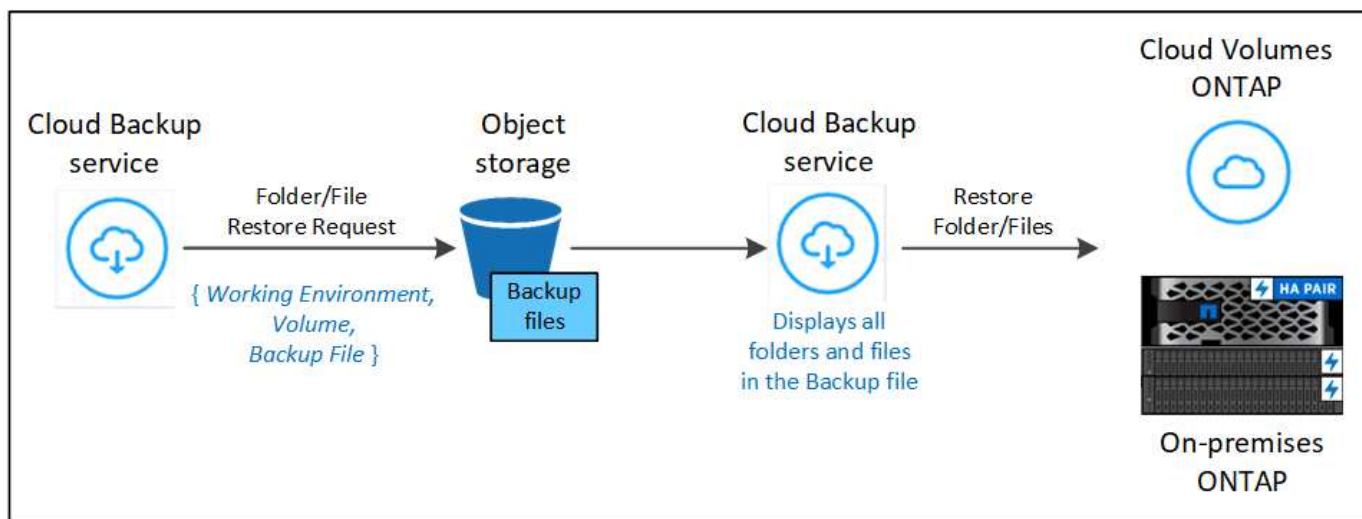 Cloud Backup
service
Folder/File
Restore Request
{ Working Environment,
Volume,
Backup File }
Object
storage
Backup
files
Cloud Backup
service
Displays all
folders and files
in the Backup file
Restore
Folder/Files
Cloud Volumes
ONTAP
HA PAIR
On-premises
ONTAP